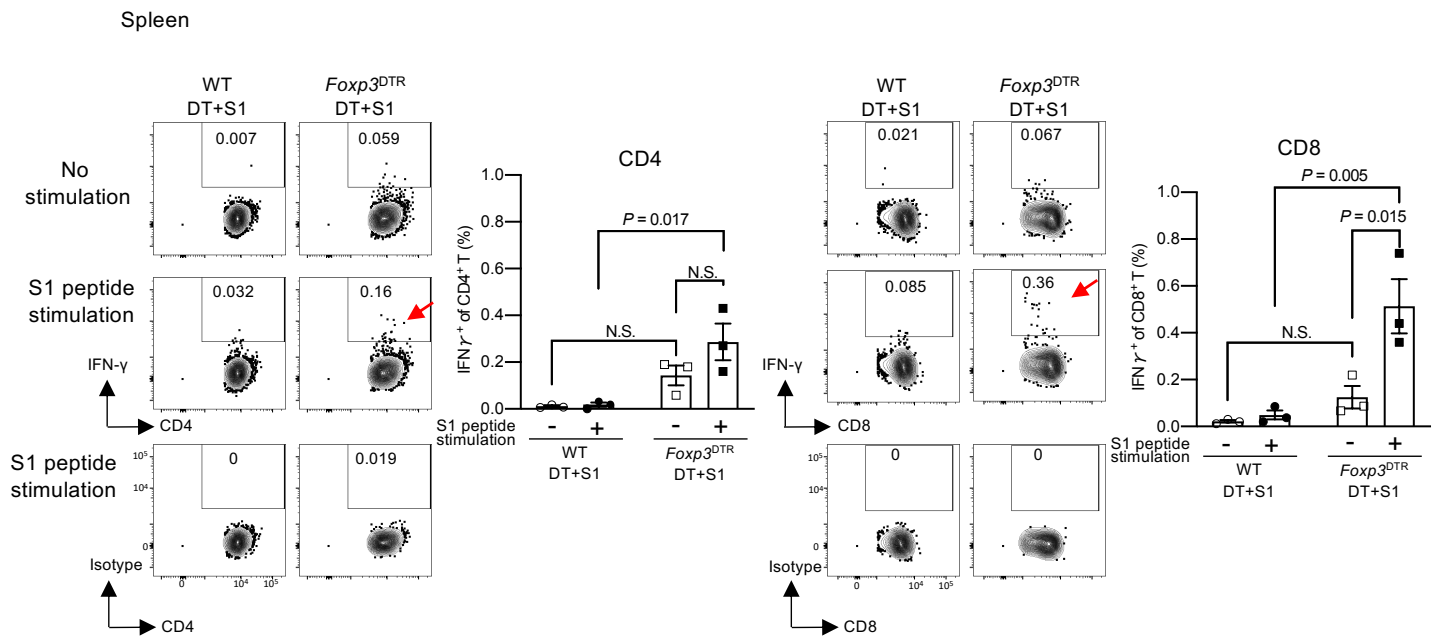 Spleen
WT
DT+S1
Foxp3DTR
DT+S1
No
stimulation
0.007
0.059
S1 peptide
stimulation
0.032
0.16
IFN-γ
CD4
S1 peptide
stimulation
0
0.019
10⁵
10⁴
0
Isotype
0
10⁴
10⁵
CD4
CD4
IFNγ⁺ of CD4⁺ T (%)
1.0
0.8
0.6
0.4
0.2
0.0
P = 0.017
N.S.
N.S.
S1 peptide
stimulation
- + - +
WT
DT+S1
Foxp3DTR
DT+S1
WT
DT+S1
Foxp3DTR
DT+S1
0.021
0.067
0.085
0.36
IFN-γ
CD8
0
0
10⁵
10⁴
0
Isotype
0
10⁴
10⁵
CD8
CD8
IFNγ⁺ of CD8⁺ T (%)
1.0
0.8
0.6
0.4
0.2
0.0
P = 0.005
P = 0.015
N.S.
S1 peptide
stimulation
- + - +
WT
DT+S1
Foxp3DTR
DT+S1